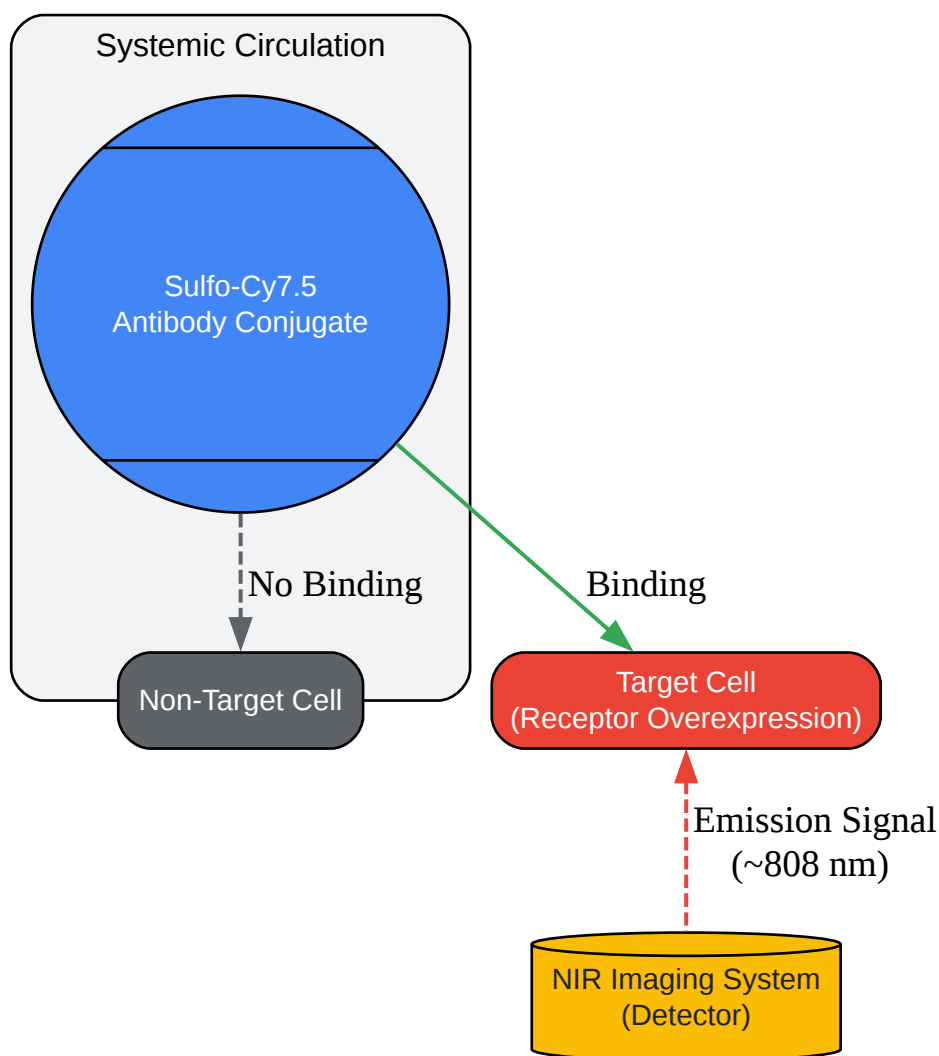 Systemic Circulation
Sulfo-Cy7.5
Antibody Conjugate
No Binding
Binding
Non-Target Cell
Target Cell
(Receptor Overexpression)
Emission Signal
(~808 nm)
NIR Imaging System
(Detector)